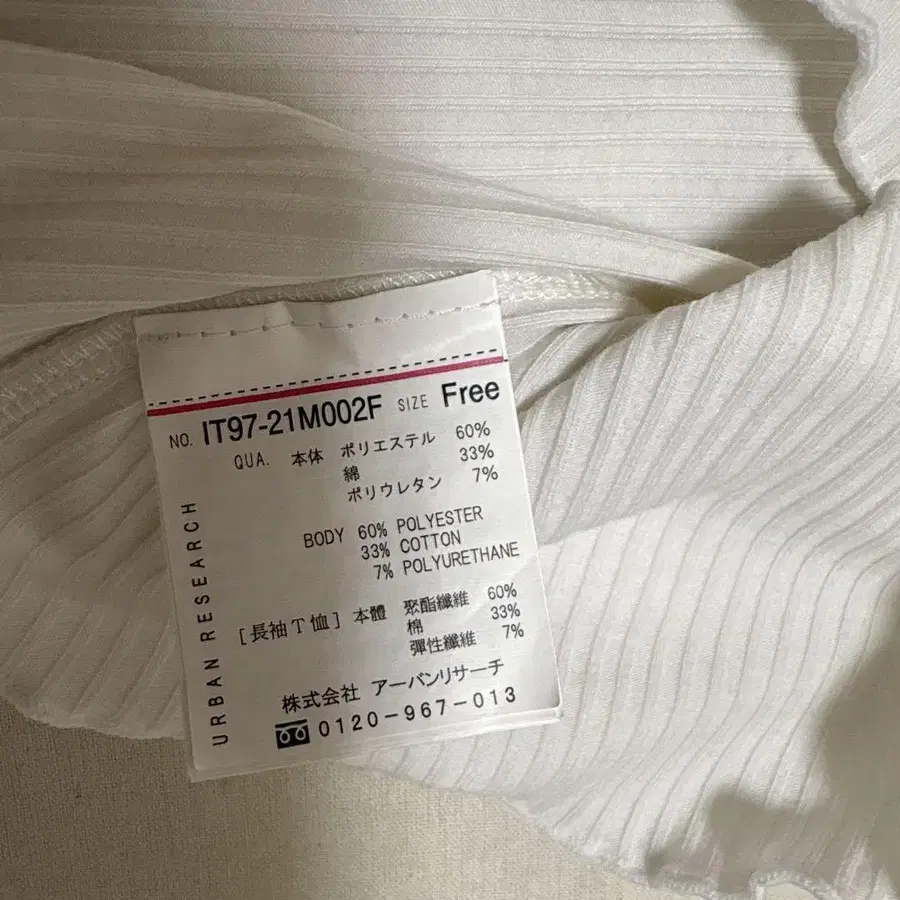 NO. IT97-21M002F SIZE Free
QUA. 本体 ポリエステル 60%
綿 33%
ポリウレタン 7%
BODY 60% POLYESTER
33% COTTON
7% POLYURETHANE
[長袖T恤] 本體 聚酯纖維 60%
棉 33%
彈性纖維 7%
株式会社 アーバンリサーチ
0120-967-013
URBAN RESEARCH